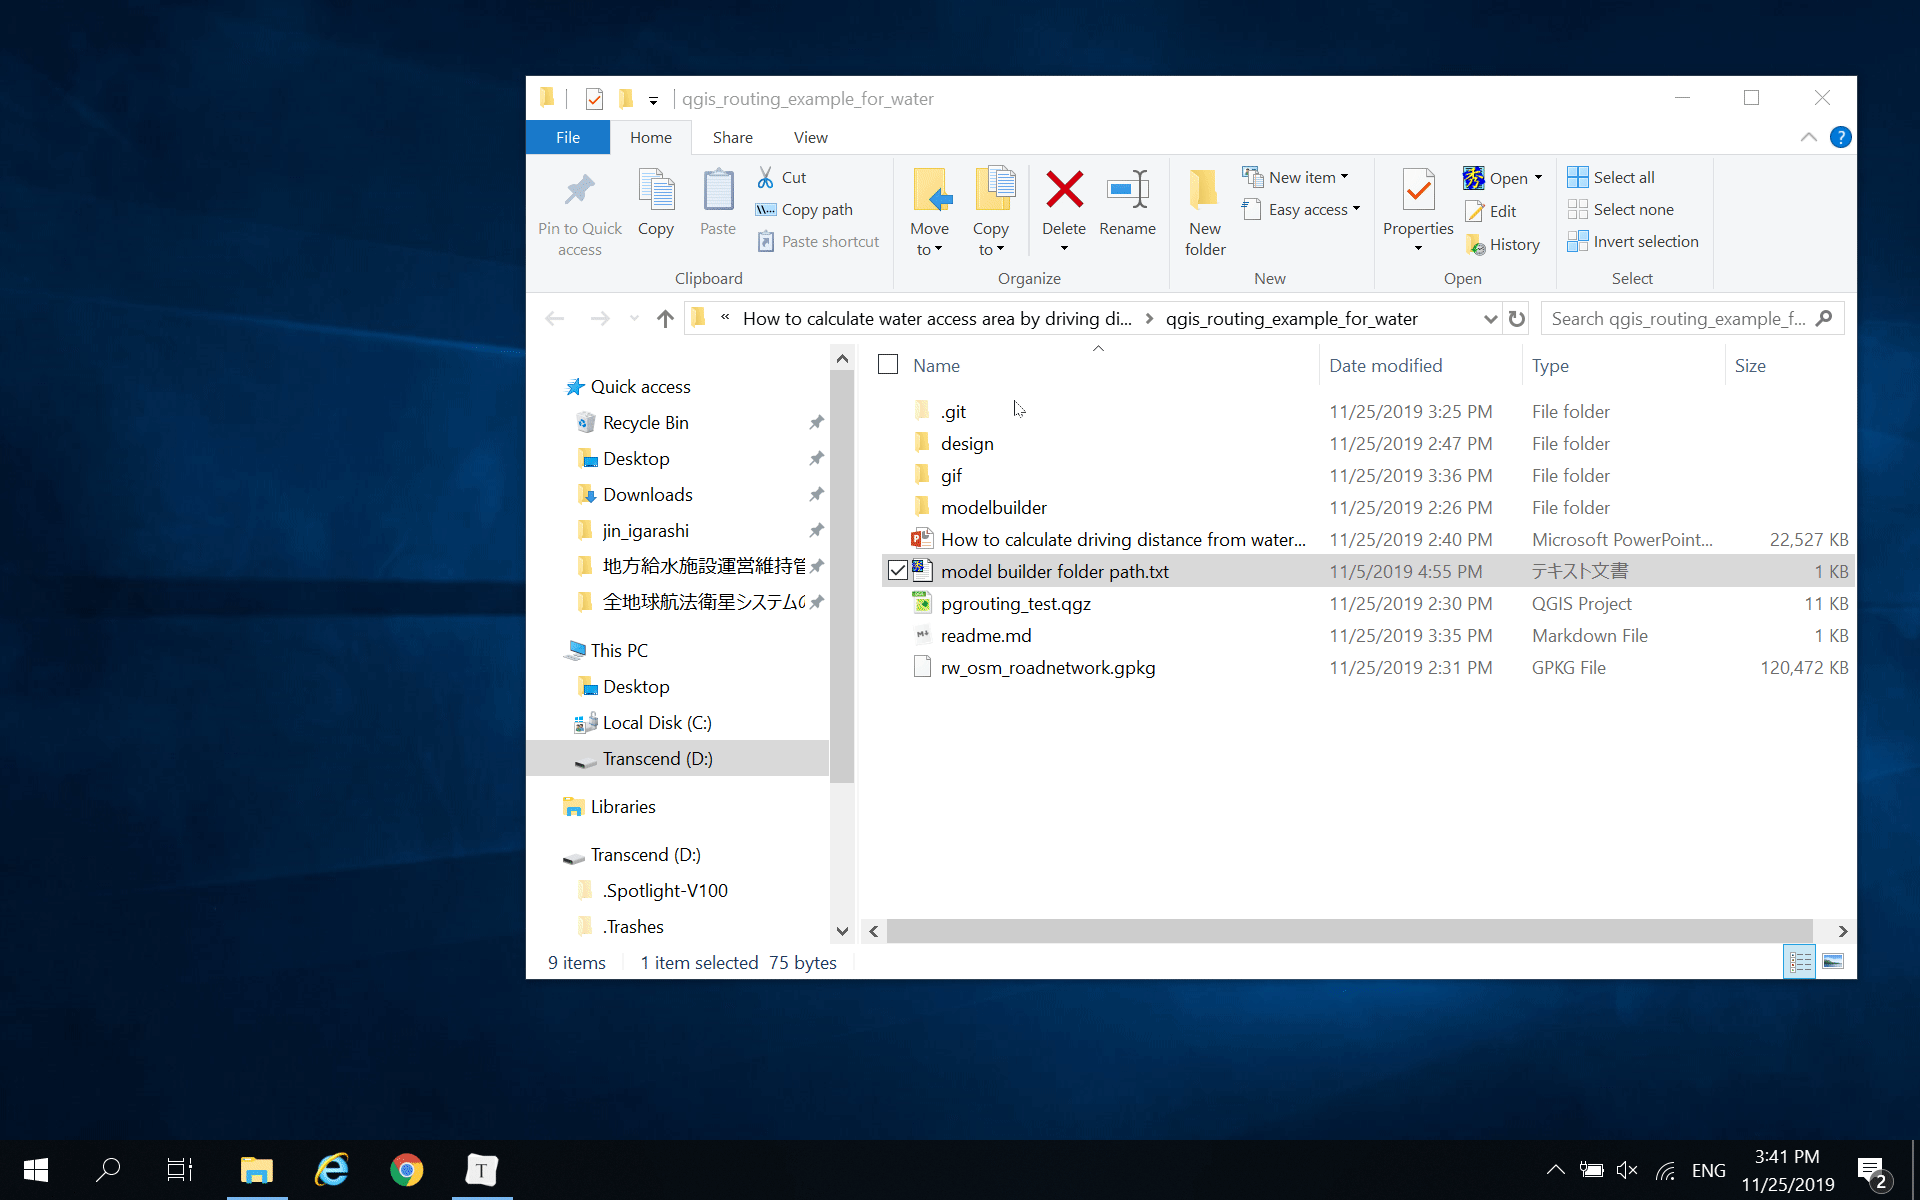 qgis_routing_example_for_water
File
Home
Share
View
Pin to Quick access
Copy
Paste
Cut
Copy path
Paste shortcut
Clipboard
Move to
Copy to
Delete
Rename
Organize
New folder
New item
Easy access
New
Properties
Open
Edit
History
Open
Select all
Select none
Invert selection
Select
« How to calculate water access area by driving di... > qgis_routing_example_for_water
Search qgis_routing_example_f...
Quick access
Recycle Bin
Desktop
Downloads
jin_igarashi
地方給水施設運営維持管
全地球航法衛星システムの
This PC
Desktop
Local Disk (C:)
Transcend (D:)
Libraries
Transcend (D:)
.Spotlight-V100
.Trashes
Name Date modified Type Size
.git 11/25/2019 3:25 PM File folder
design 11/25/2019 2:47 PM File folder
gif 11/25/2019 3:36 PM File folder
modelbuilder 11/25/2019 2:26 PM File folder
How to calculate driving distance from water... 11/25/2019 2:40 PM Microsoft PowerPoint... 22,527 KB
model builder folder path.txt 11/5/2019 4:55 PM テキスト文書 1 KB
pgrouting_test.qgz 11/25/2019 2:30 PM QGIS Project 11 KB
readme.md 11/25/2019 3:35 PM Markdown File 1 KB
rw_osm_roadnetwork.gpkg 11/25/2019 2:31 PM GPKG File 120,472 KB
9 items 1 item selected 75 bytes
T
ENG
3:41 PM
11/25/2019
2